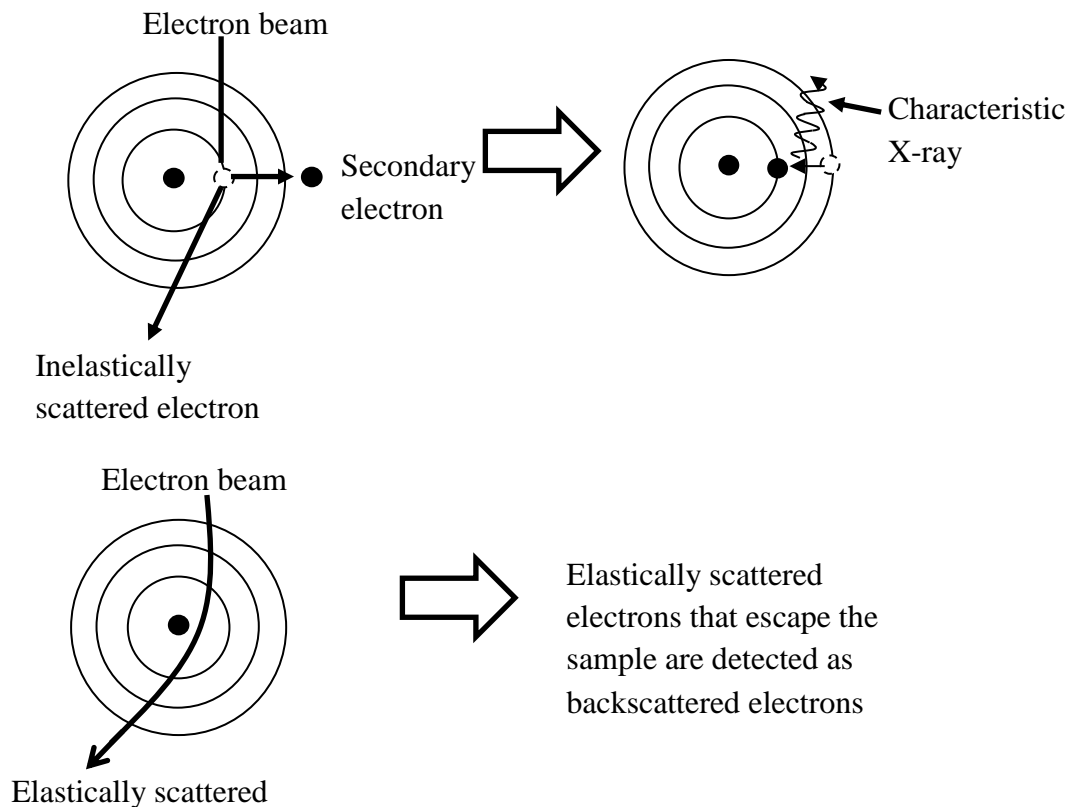 Electron beam
Secondary
electron
Characteristic
X-ray
Inelastically
scattered electron
Electron beam
Elastically scattered
electrons that escape the
sample are detected as
backscattered electrons
Elastically scattered